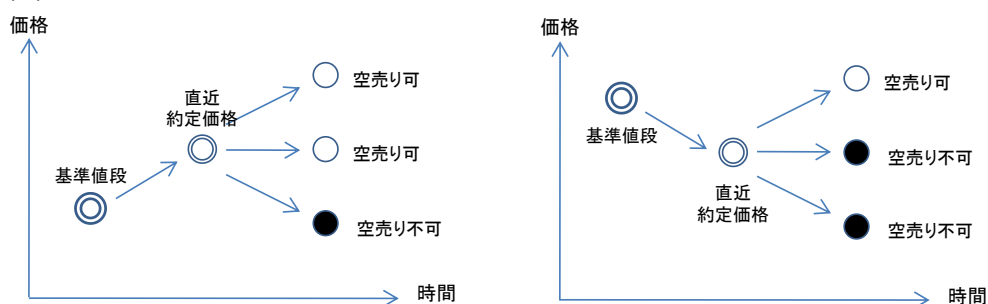 価格
空売り可
直近
約定価格
空売り可
基準値段
空売り不可
時間
価格
空売り可
基準値段
空売り不可
直近
約定価格
空売り不可
時間